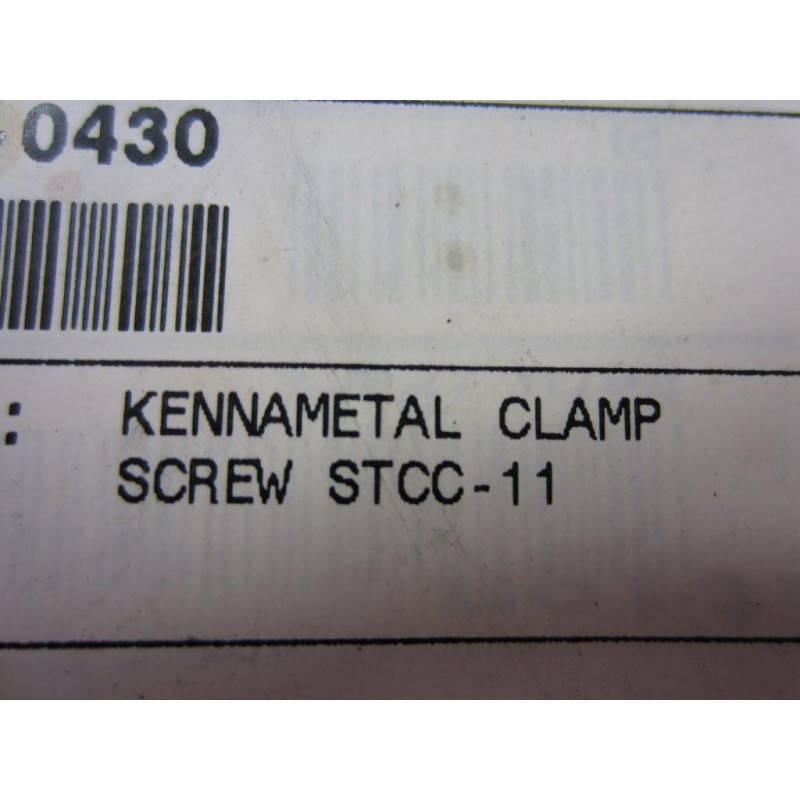 0430
: KENNAMETAL CLAMP
SCREW STCC-11